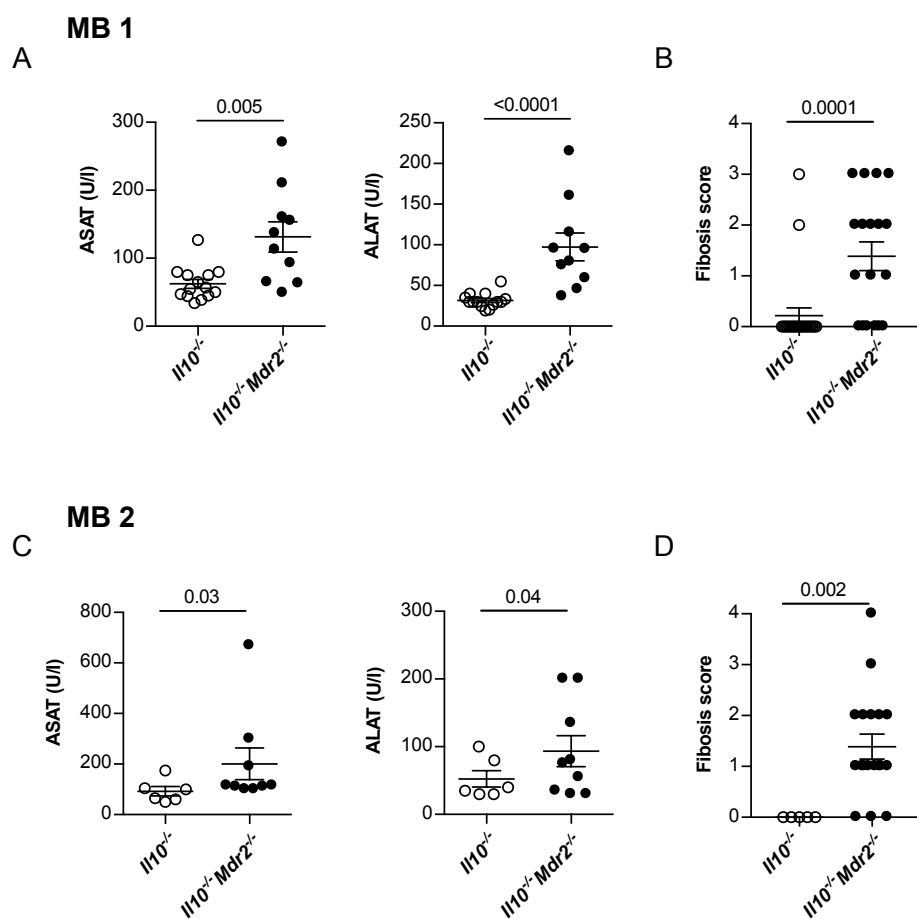 MB 1
A
B
0.005
<0.0001
0.0001
300
200
100
0
ASAT (U/l)
250
200
150
100
50
0
ALAT (U/l)
4
3
2
1
0
Fibosis score
Il10-/-
Il10-/-Mdr2-/-
Il10-/-
Il10-/-Mdr2-/-
Il10-/-
Il10-/-Mdr2-/-
MB 2
C
D
0.03
0.04
0.002
800
600
400
200
0
ASAT (U/l)
300
200
100
0
ALAT (U/l)
4
3
2
1
0
Fibosis score
Il10-/-
Il10-/-Mdr2-/-
Il10-/-
Il10-/-Mdr2-/-
Il10-/-
Il10-/-Mdr2-/-